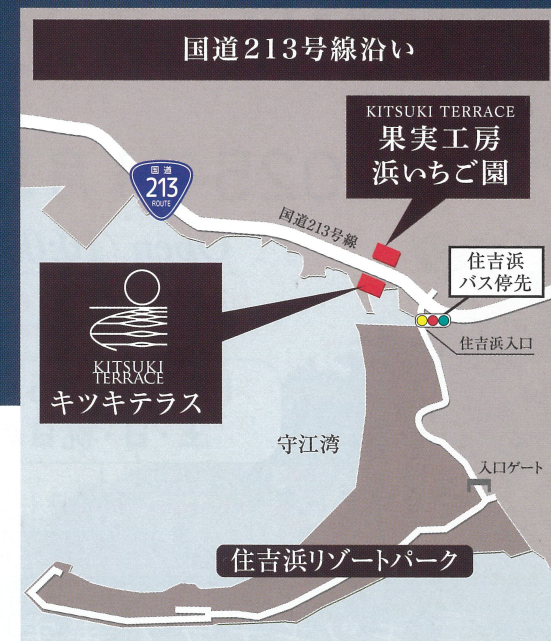 国道213号線沿い
KITSUKI TERRACE
果実工房
浜いちご園
国道
213
ROUTE
国道213号線
住吉浜
バス停先
住吉浜入口
KITSUKI
TERRACE
キツキテラス
守江湾
入口ゲート
住吉浜リゾートパーク